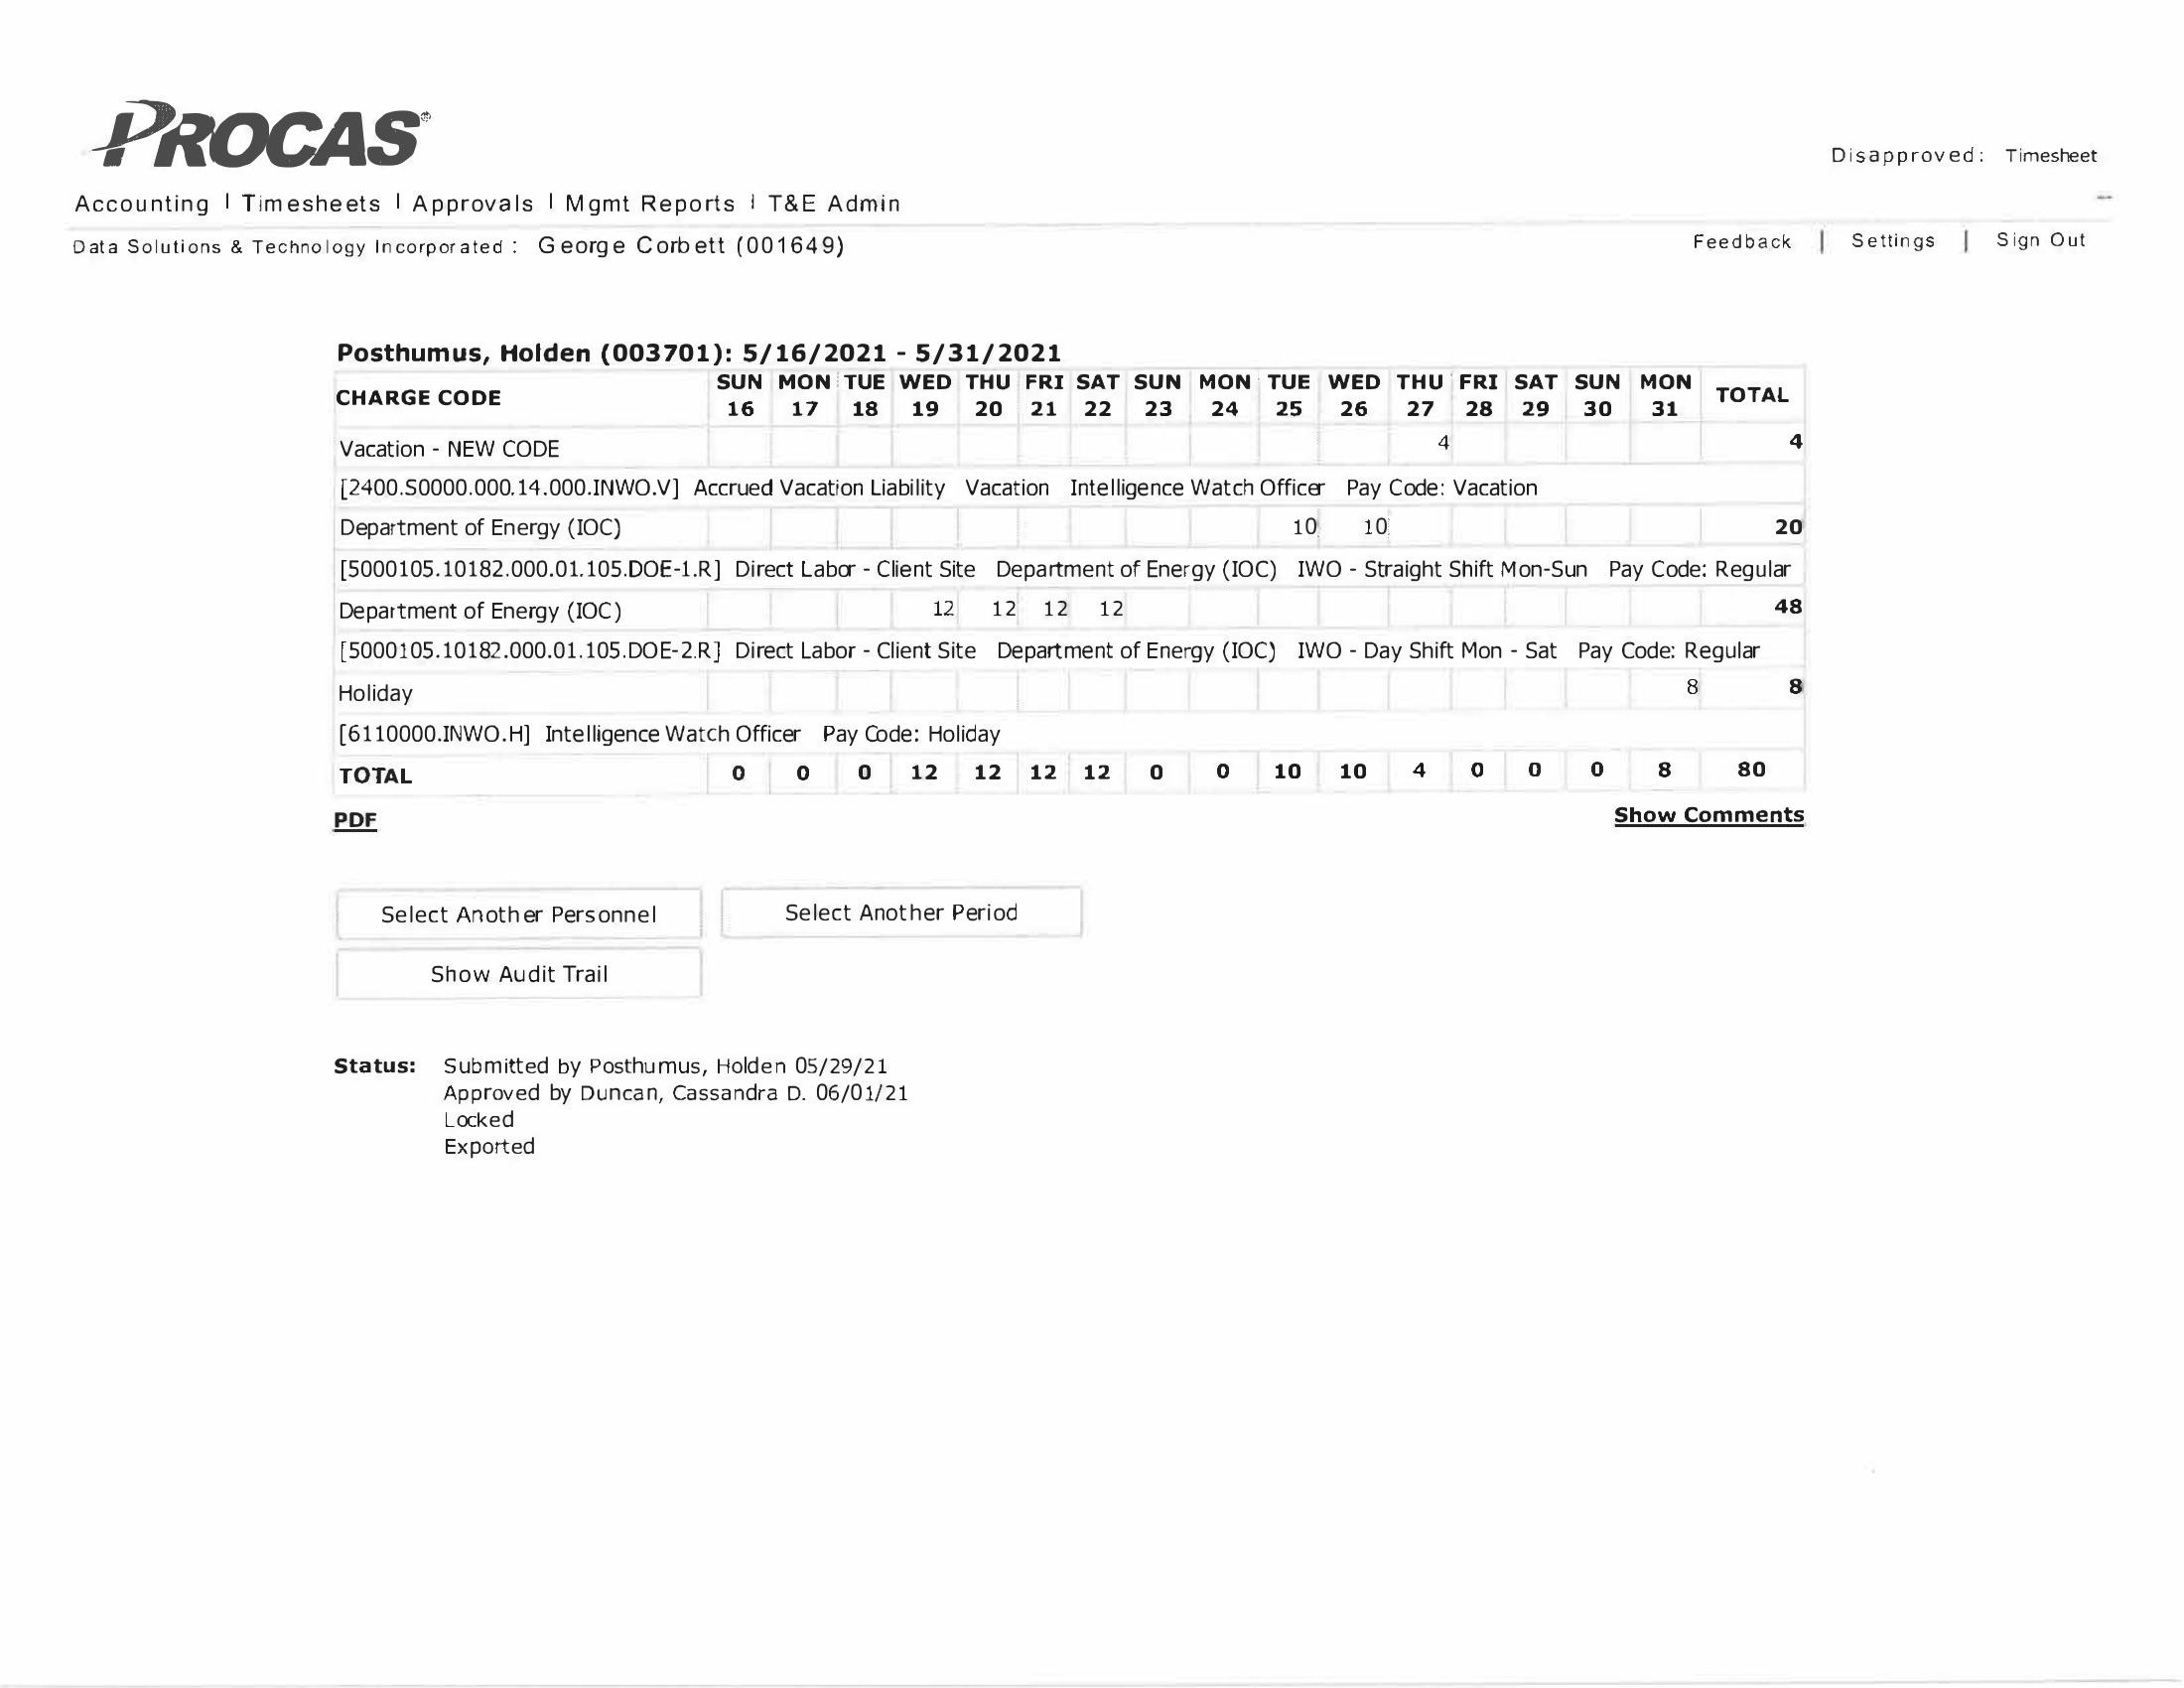 PROCAS®
Disapproved: Timesheet
Accounting | Timesheets | Approvals | Mgmt Reports | T&E Admin
Data Solutions & Technology Incorporated : George Corbett (001649)
Feedback | Settings | Sign Out
Posthumus, Holden (003701): 5/16/2021 - 5/31/2021
CHARGE CODE SUN 16 MON 17 TUE 18 WED 19 THU 20 FRI 21 SAT 22 SUN 23 MON 24 TUE 25 WED 26 THU 27 FRI 28 SAT 29 SUN 30 MON 31 TOTAL
Vacation - NEW CODE 4 4
[2400.S0000.000.14.000.INWO.V] Accrued Vacation Liability Vacation Intelligence Watch Officer Pay Code: Vacation
Department of Energy (IOC) 10 10 20
[5000105.10182.000.01.105.DOE-1.R] Direct Labor - Client Site Department of Energy (IOC) IWO - Straight Shift Mon-Sun Pay Code: Regular
Department of Energy (IOC) 12 12 12 12 48
[5000105.10182.000.01.105.DOE-2.R] Direct Labor - Client Site Department of Energy (IOC) IWO - Day Shift Mon - Sat Pay Code: Regular
Holiday 8 8
[6110000.INWO.H] Intelligence Watch Officer Pay Code: Holiday
TOTAL 0 0 0 12 12 12 12 0 0 10 10 4 0 0 0 8 80
PDF
Show Comments
Select Another Personnel
Select Another Period
Show Audit Trail
Status: Submitted by Posthumus, Holden 05/29/21
Approved by Duncan, Cassandra D. 06/01/21
Locked
Exported